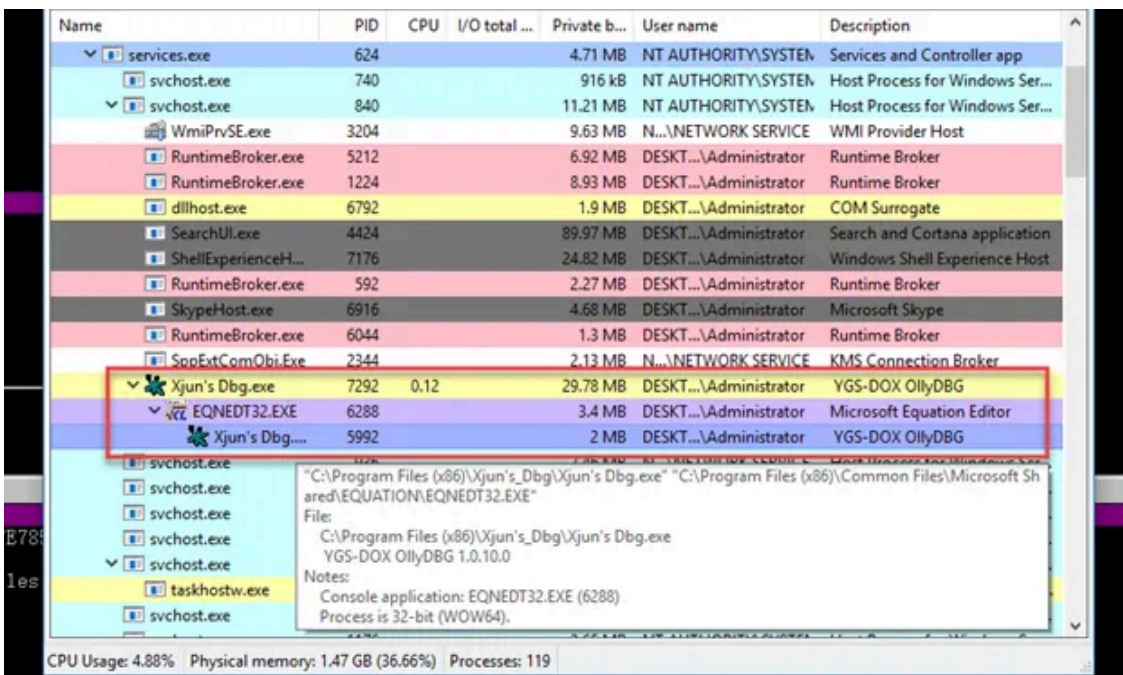 Name PID CPU I/O total ... Private b... User name Description
services.exe 624 4.71 MB NT AUTHORITY\SYSTEM Services and Controller app
svchost.exe 740 916 kB NT AUTHORITY\SYSTEM Host Process for Windows Ser...
svchost.exe 840 11.21 MB NT AUTHORITY\SYSTEM Host Process for Windows Ser...
WmiPrvSE.exe 3204 9.63 MB N...\NETWORK SERVICE WMI Provider Host
RuntimeBroker.exe 5212 6.92 MB DESKT...\Administrator Runtime Broker
RuntimeBroker.exe 1224 8.93 MB DESKT...\Administrator Runtime Broker
dllhost.exe 6792 1.9 MB DESKT...\Administrator COM Surrogate
SearchUI.exe 4424 89.97 MB DESKT...\Administrator Search and Cortana application
ShellExperienceH... 7176 24.82 MB DESKT...\Administrator Windows Shell Experience Host
RuntimeBroker.exe 592 2.27 MB DESKT...\Administrator Runtime Broker
SkypeHost.exe 6916 4.68 MB DESKT...\Administrator Microsoft Skype
RuntimeBroker.exe 6044 1.3 MB DESKT...\Administrator Runtime Broker
SppExtComObj.Exe 2344 2.13 MB N...\NETWORK SERVICE KMS Connection Broker
Xjun's Dbg.exe 7292 0.12 29.78 MB DESKT...\Administrator YGS-DOX OllyDBG
EQNEDT32.EXE 6288 3.4 MB DESKT...\Administrator Microsoft Equation Editor
Xjun's Dbg.... 5992 2 MB DESKT...\Administrator YGS-DOX OllyDBG
svchost.exe
"C:\Program Files (x86)\Xjun's_Dbg\Xjun's Dbg.exe" "C:\Program Files (x86)\Common Files\Microsoft Sh
svchost.exe ared\EQUATION\EQNEDT32.EXE"
svchost.exe File:
E785 svchost.exe C:\Program Files (x86)\Xjun's_Dbg\Xjun's Dbg.exe
svchost.exe YGS-DOX OllyDBG 1.0.10.0
les taskhostw.exe Notes:
Console application: EQNEDT32.EXE (6288)
svchost.exe Process is 32-bit (WOW64).
CPU Usage: 4.88% Physical memory: 1.47 GB (36.66%) Processes: 119